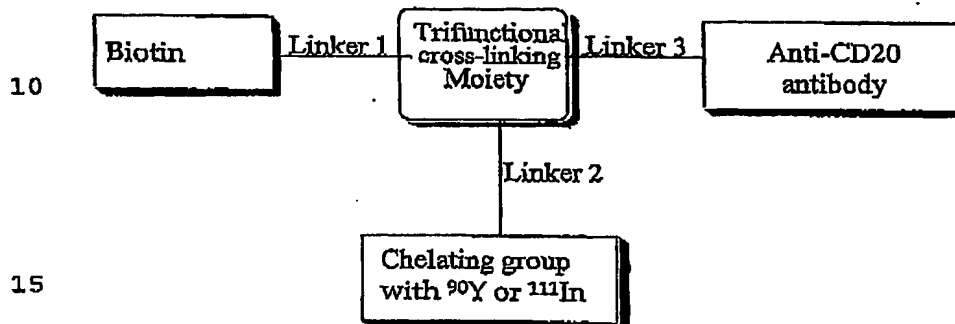 Biotin
Linker 1
Trifunctional
cross-linking
Moiety
Linker 3
Anti-CD20
antibody
10
Linker 2
Chelating group
with ⁹⁰Y or ¹¹¹In
15